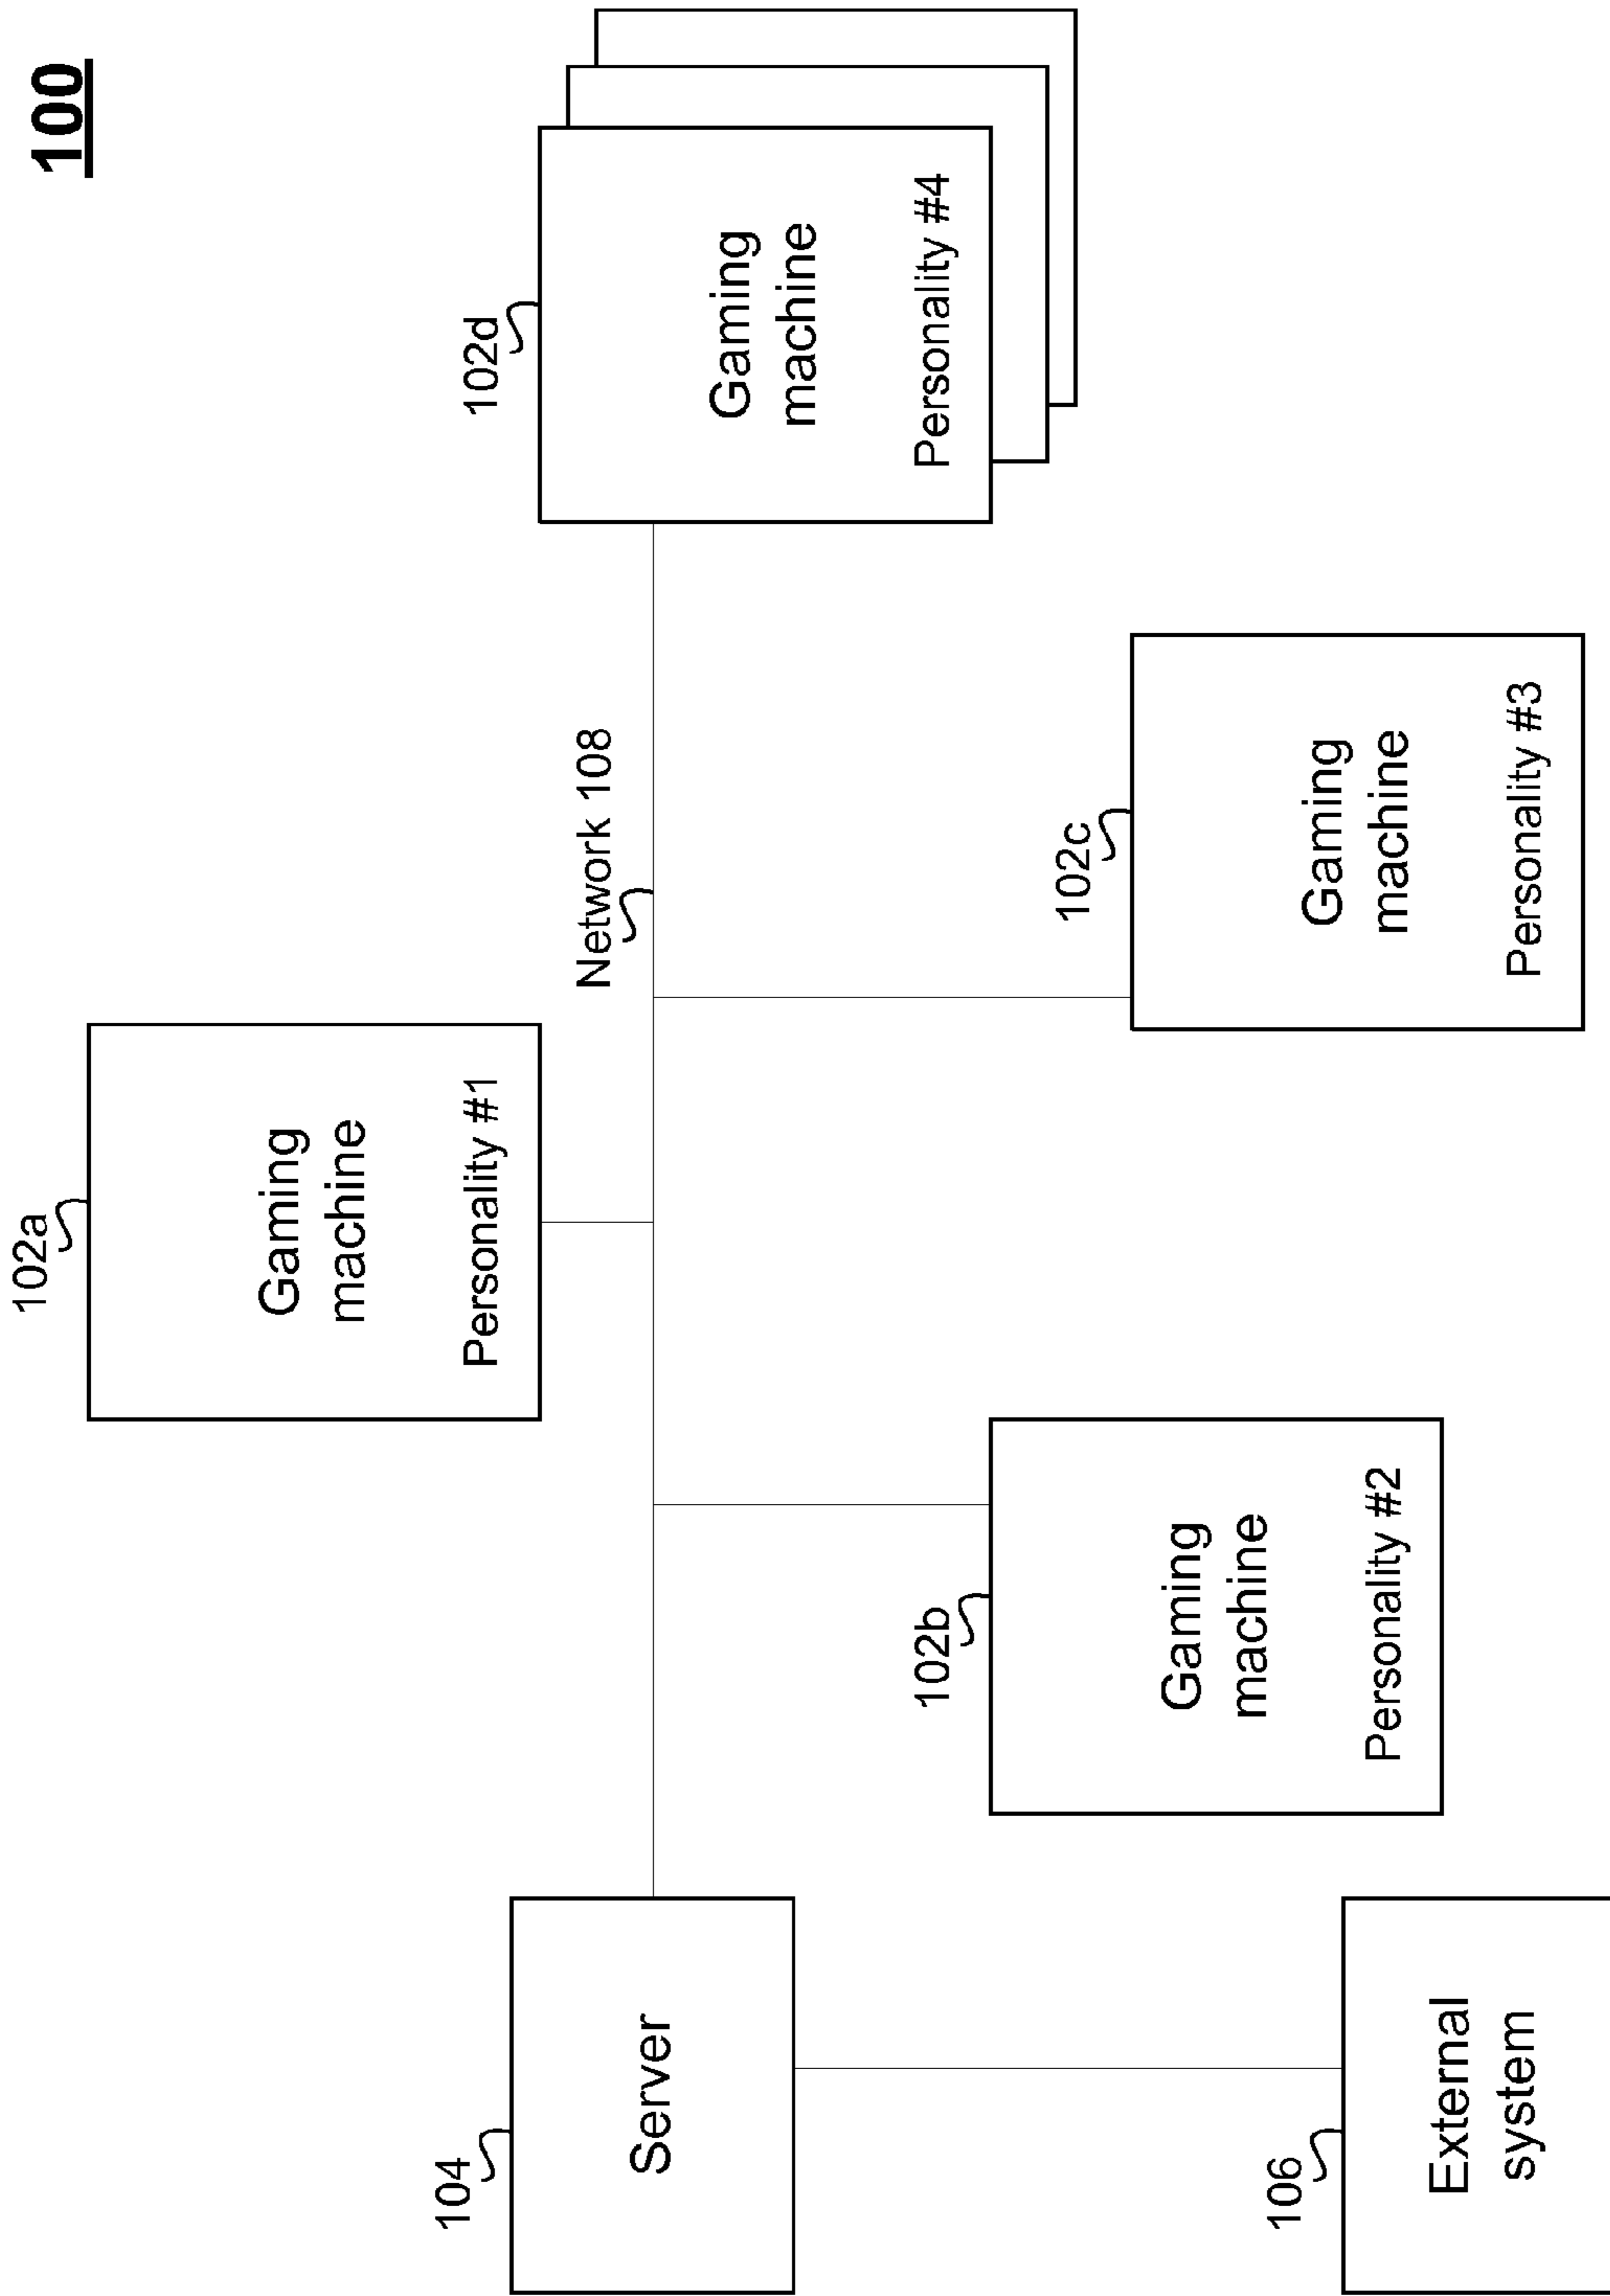 100
102a
Gaming
machine
Personality #1
104
Server
Network 108
102d
Gaming
machine
Personality #4
102b
Gaming
machine
Personality #2
102c
Gaming
machine
Personality #3
106
External
system